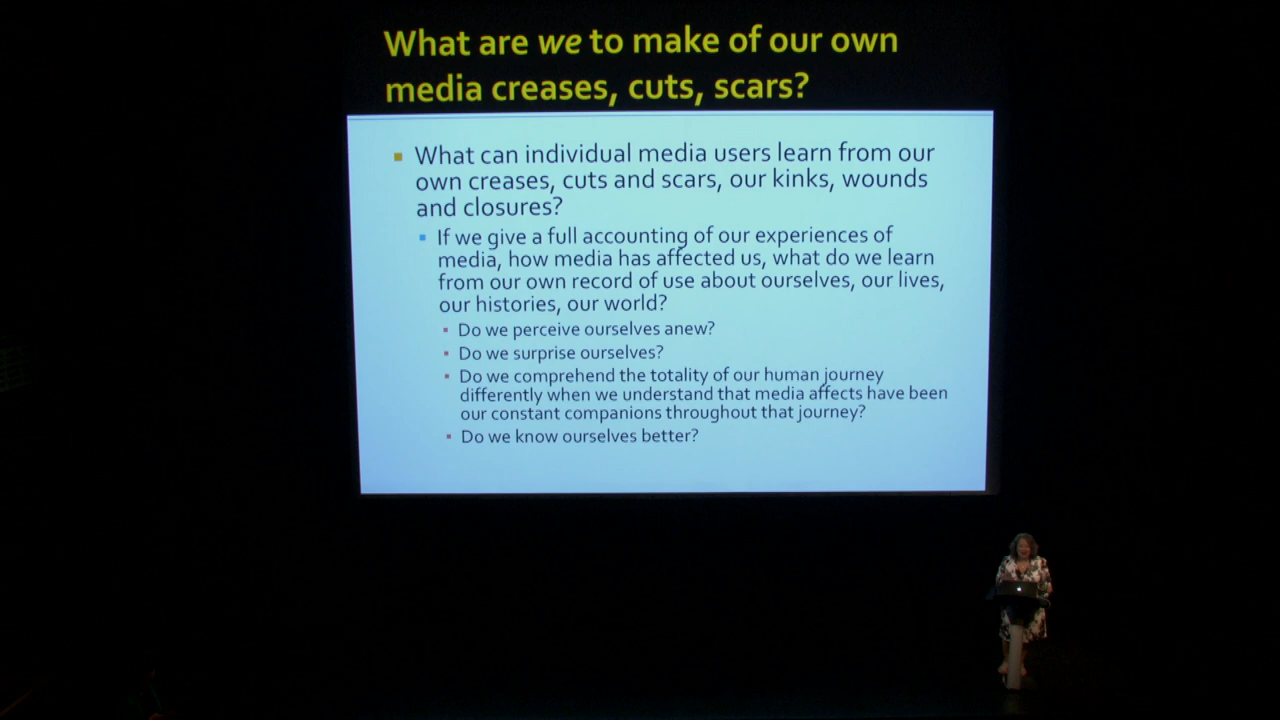 What are we to make of our own
media creases, cuts, scars?
What can individual media users learn from our
own creases, cuts and scars, our kinks, wounds
and closures?
If we give a full accounting of our experiences of
media, how media has affected us, what do we learn
from our own record of use about ourselves, our lives,
our histories, our world?
Do we perceive ourselves anew?
Do we surprise ourselves?
Do we comprehend the totality of our human journey
differently when we understand that media affects have been
our constant companions throughout that journey?
Do we know ourselves better?